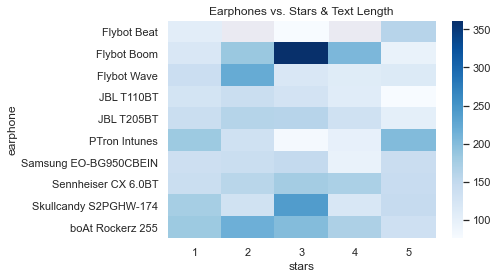 Earphones vs. Stars & Text Length
earphone
Flybot Beat
Flybot Boom
Flybot Wave
JBL T110BT
JBL T205BT
PTron Intunes
Samsung EO-BG950CBEIN
Sennheiser CX 6.0BT
Skullcandy S2PGHW-174
boAt Rockerz 255
1 2 3 4 5
stars
350
300
250
200
150
100